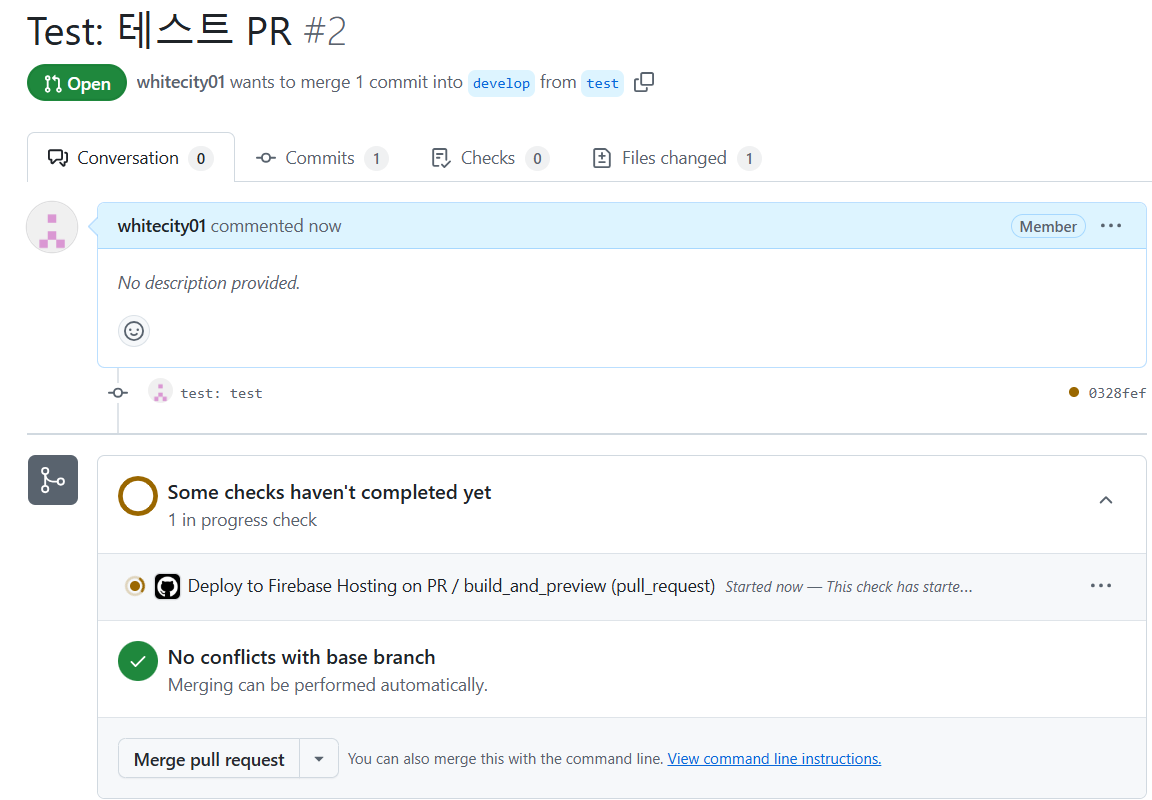 Test: 테스트 PR #2
Open whitecity01 wants to merge 1 commit into develop from test
Conversation 0 Commits 1 Checks 0 Files changed 1
whitecity01 commented now Member
No description provided.
test: test 0328fef
Some checks haven't completed yet
1 in progress check
Deploy to Firebase Hosting on PR / build_and_preview (pull_request) Started now — This check has starte...
No conflicts with base branch
Merging can be performed automatically.
Merge pull request You can also merge this with the command line. View command line instructions.